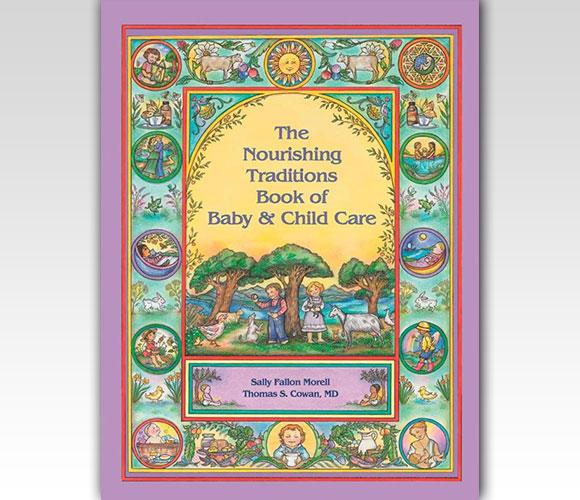 The
Nourishing
Traditions
Book of
Baby & Child Care
Sally Fallon Morell
Thomas S. Cowan, MD